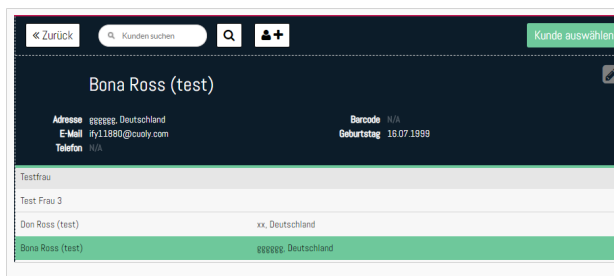 « Zurück Kunden suchen Kunde auswählen
Bona Ross (test)
Adresse gggggg, Deutschland Barcode N/A
E-Mail ify11880@cuoly.com Geburtstag 16.07.1999
Telefon N/A
Testfrau
Test Frau 3
Don Ross (test) xx, Deutschland
Bona Ross (test) gggggg, Deutschland